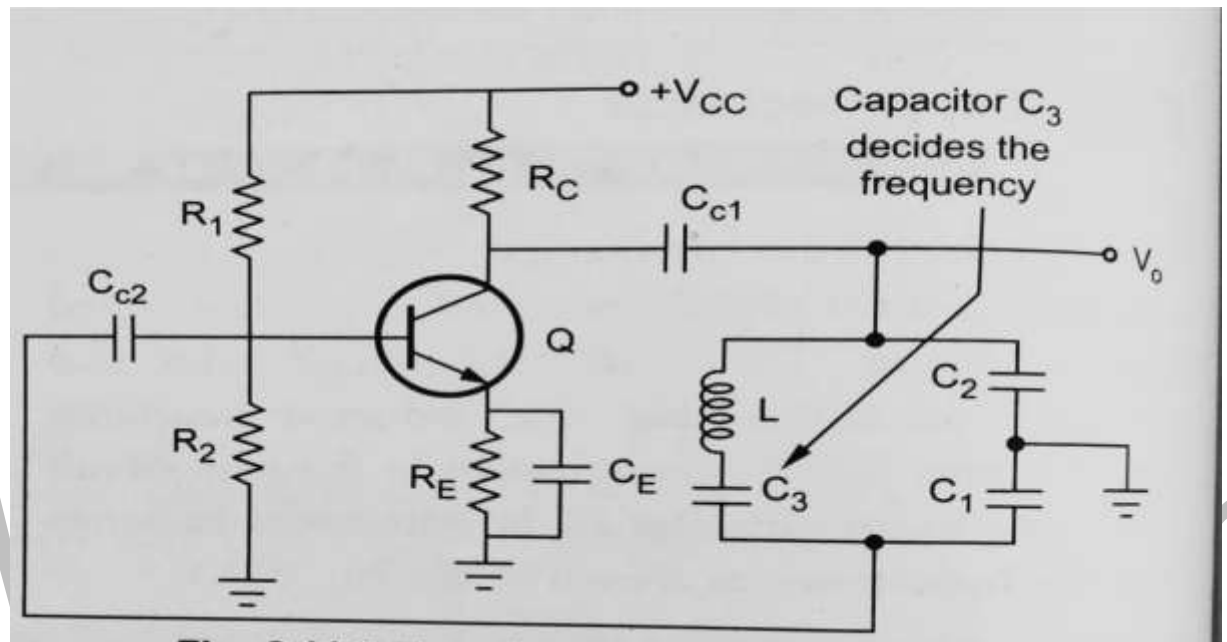 +VCC
Capacitor C3
decides the
frequency
R1
RC
Cc1
Vo
Cc2
Q
C2
L
R2
RE
CE
C3
C1